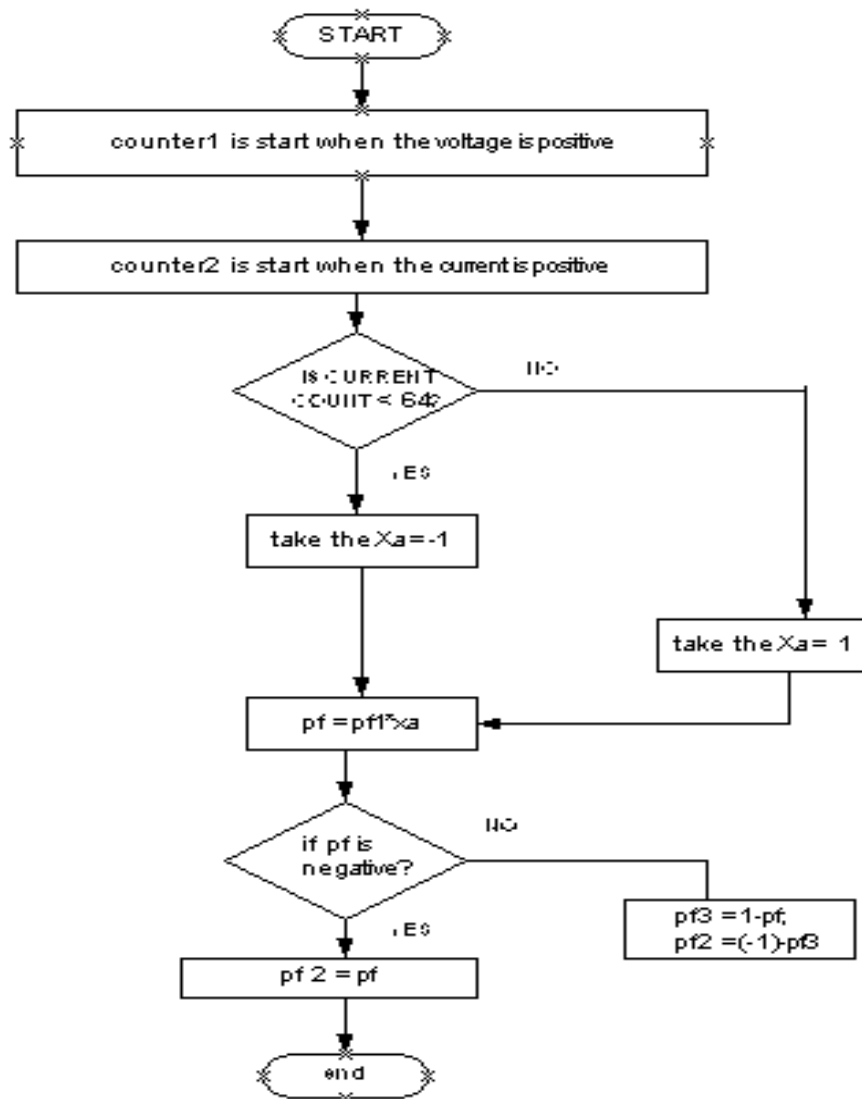 START
counter1 is start when the voltage is positive
counter2 is start when the current is positive
IS CURRENT
COUNT < 64?
NO
YES
take the Xa=-1
take the Xa= 1
pf =pf1*xa
if pf is
negative?
NO
YES
pf3 =1-pf;
pf2 =(-1)-pf3
pf 2 = pf
end